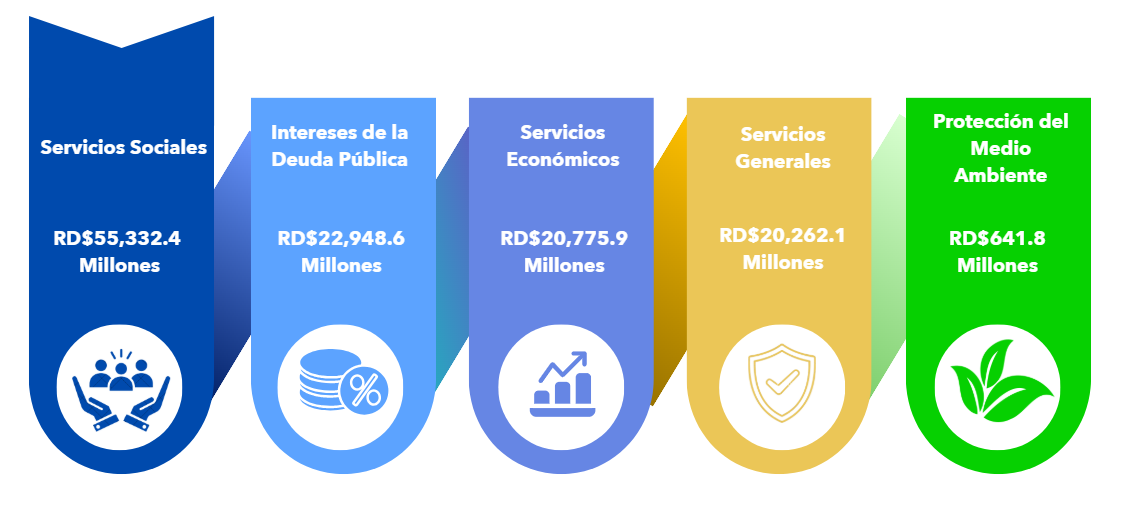 Servicios Sociales
RD$55,332.4
Millones
Intereses de la
Deuda Pública
RD$22,948.6
Millones
Servicios
Económicos
RD$20,775.9
Millones
Servicios
Generales
RD$20,262.1
Millones
Protección del
Medio
Ambiente
RD$641.8
Millones
%